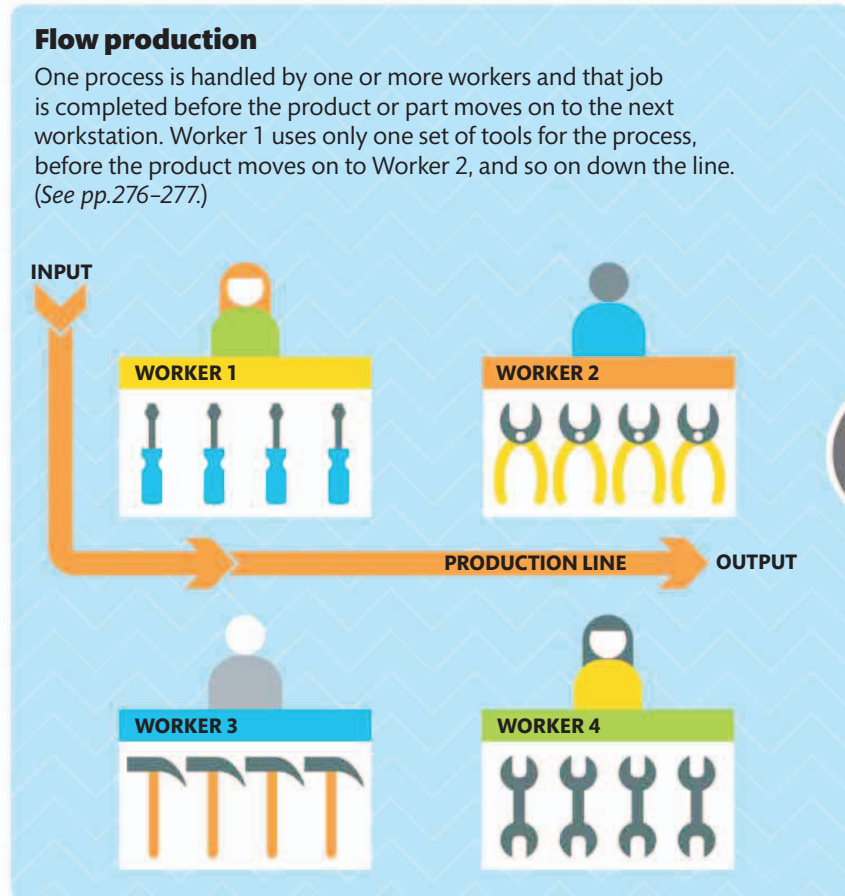 Flow production
One process is handled by one or more workers and that job
is completed before the product or part moves on to the next
workstation. Worker 1 uses only one set of tools for the process,
before the product moves on to Worker 2, and so on down the line.
(See pp.276–277.)
INPUT
WORKER 1
WORKER 2
PRODUCTION LINE
OUTPUT
WORKER 3
WORKER 4